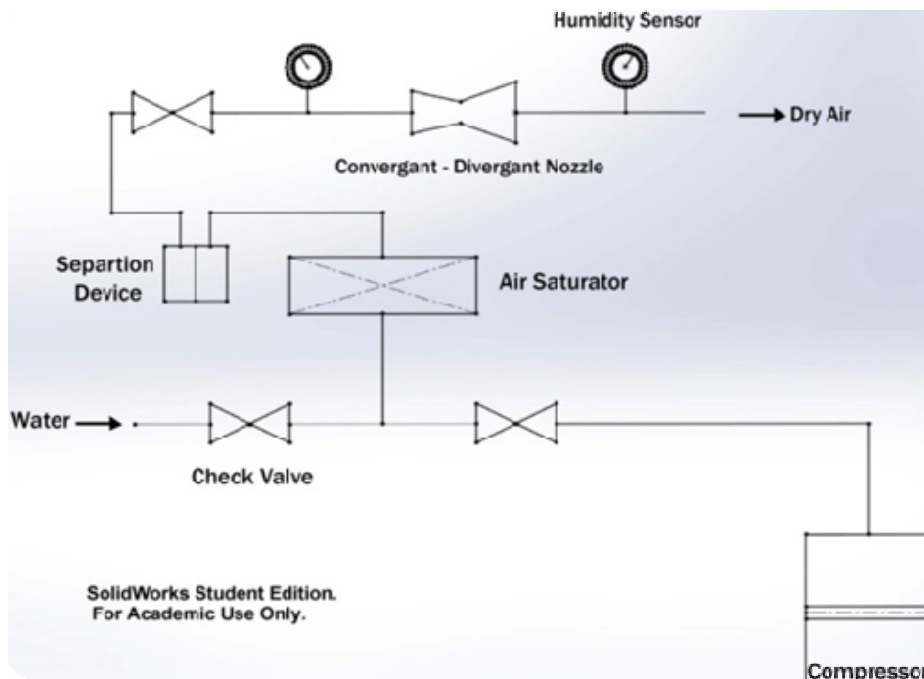 Humidity Sensor
Dry Air
Convergant - Divergant Nozzle
Separtion
Device
Air Saturator
Water
Check Valve
SolidWorks Student Edition.
For Academic Use Only.
Compressor